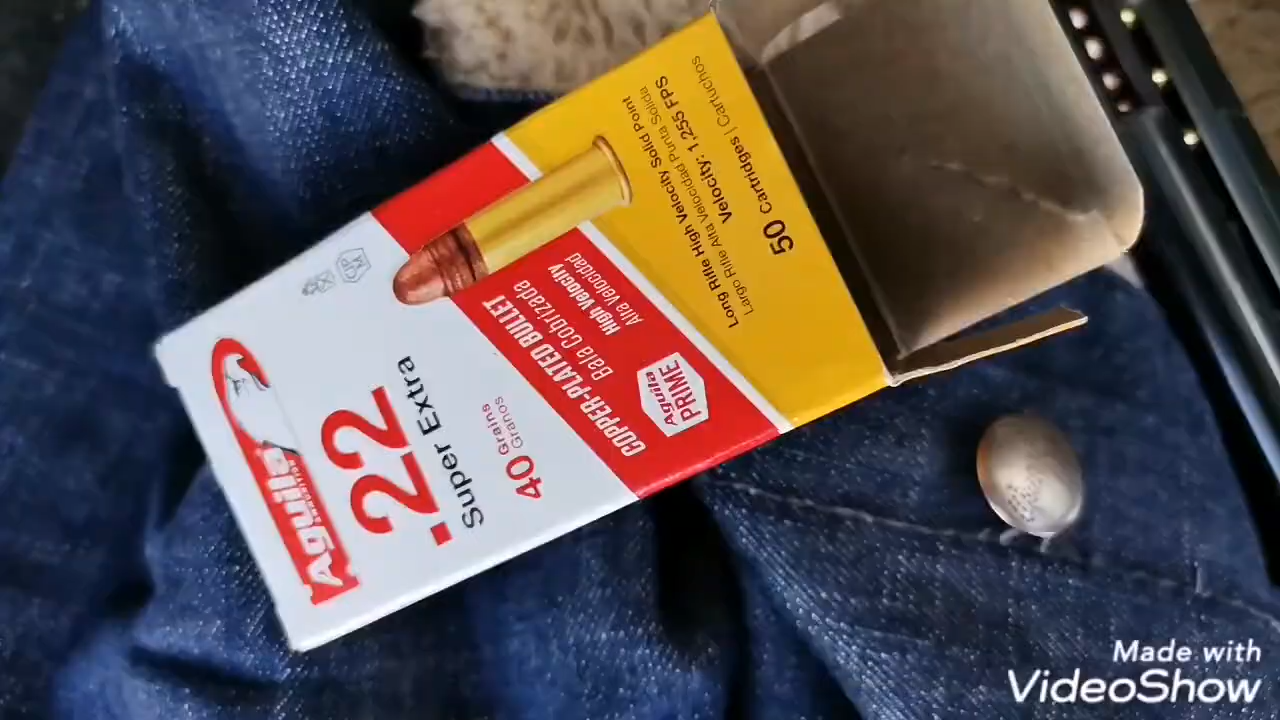 Aguila
AMMUNITION
.22
Super Extra
40 Grains
Granos
COPPER-PLATED BULLET
Bala Cobrizada
High Velocity
Alta Velocidad
Aguila
PRIME
CIP
M
Long Rifle High Velocity Solid Point
Largo Rifle Alta Velocidad Punta Solida
Velocity: 1,255 FPS
50 Cartridges | Cartuchos
Made with
VideoShow